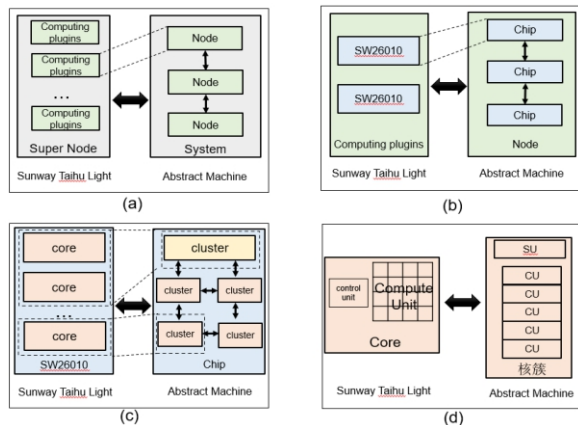 Computing
plugins
Computing
plugins
...
Computing
plugins
Super Node
Node
Node
Node
System
Sunway Taihu Light
Abstract Machine
(a)
SW26010
SW26010
Computing plugins
Chip
Chip
Chip
Node
Sunway Taihu Light
Abstract Machine
(b)
core
core
...
core
SW26010
cluster
cluster
cluster
cluster
cluster
Chip
Sunway Taihu Light
Abstract Machine
(c)
control
unit
Compute
Unit
Core
SU
CU
CU
CU
CU
CU
核簇
Sunway Taihu Light
Abstract Machine
(d)